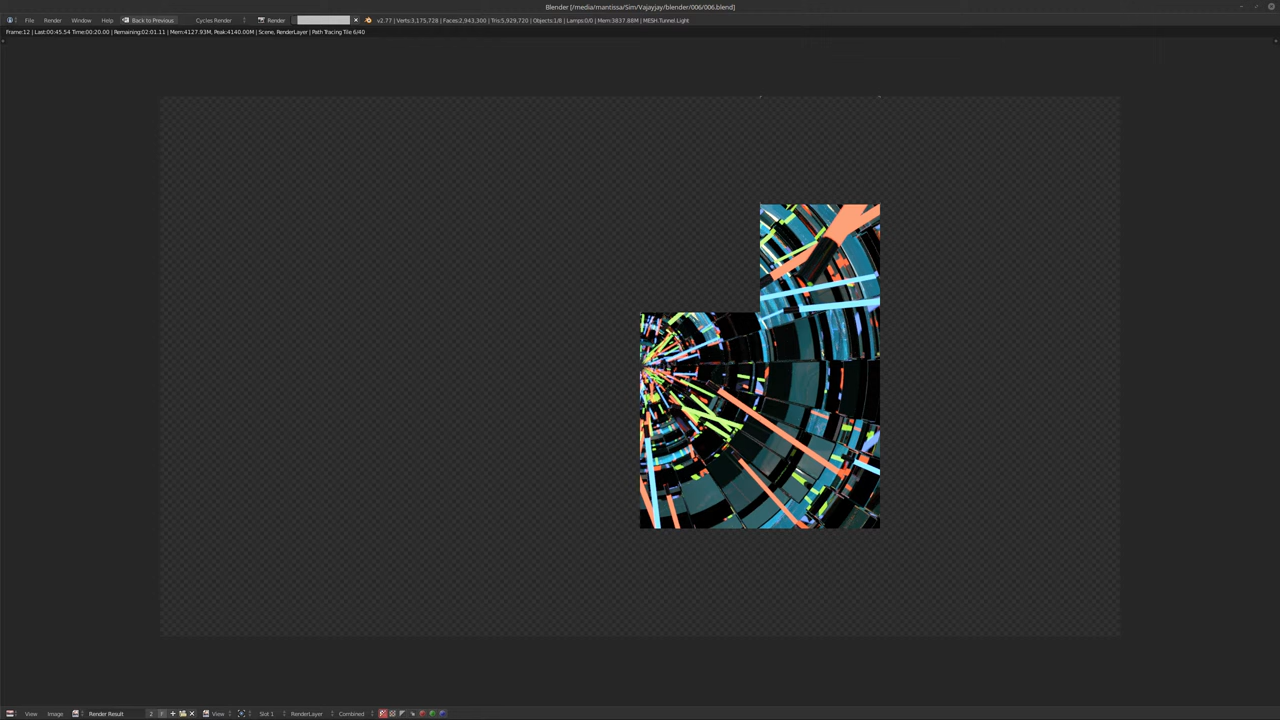 Blender [/media/mantissa/Sim/Vajayjay/blender/006/006.blend]
File Render Window Help Back to Previous Cycles Render Render v2.77 | Verts:3,175,728 | Faces:2,943,300 | Tris:5,929,720 | Objects:1/8 | Lamps:0/0 | Mem:3837.88M | MESH.Tunnel.Light
Frame:12 | Last:00:45.54 Time:00:20.00 | Remaining:02:01.11 | Mem:4127.93M, Peak:4140.00M | Scene, RenderLayer | Path Tracing Tile 6/40
View Image Render Result 2 F View Slot 1 RenderLayer Combined